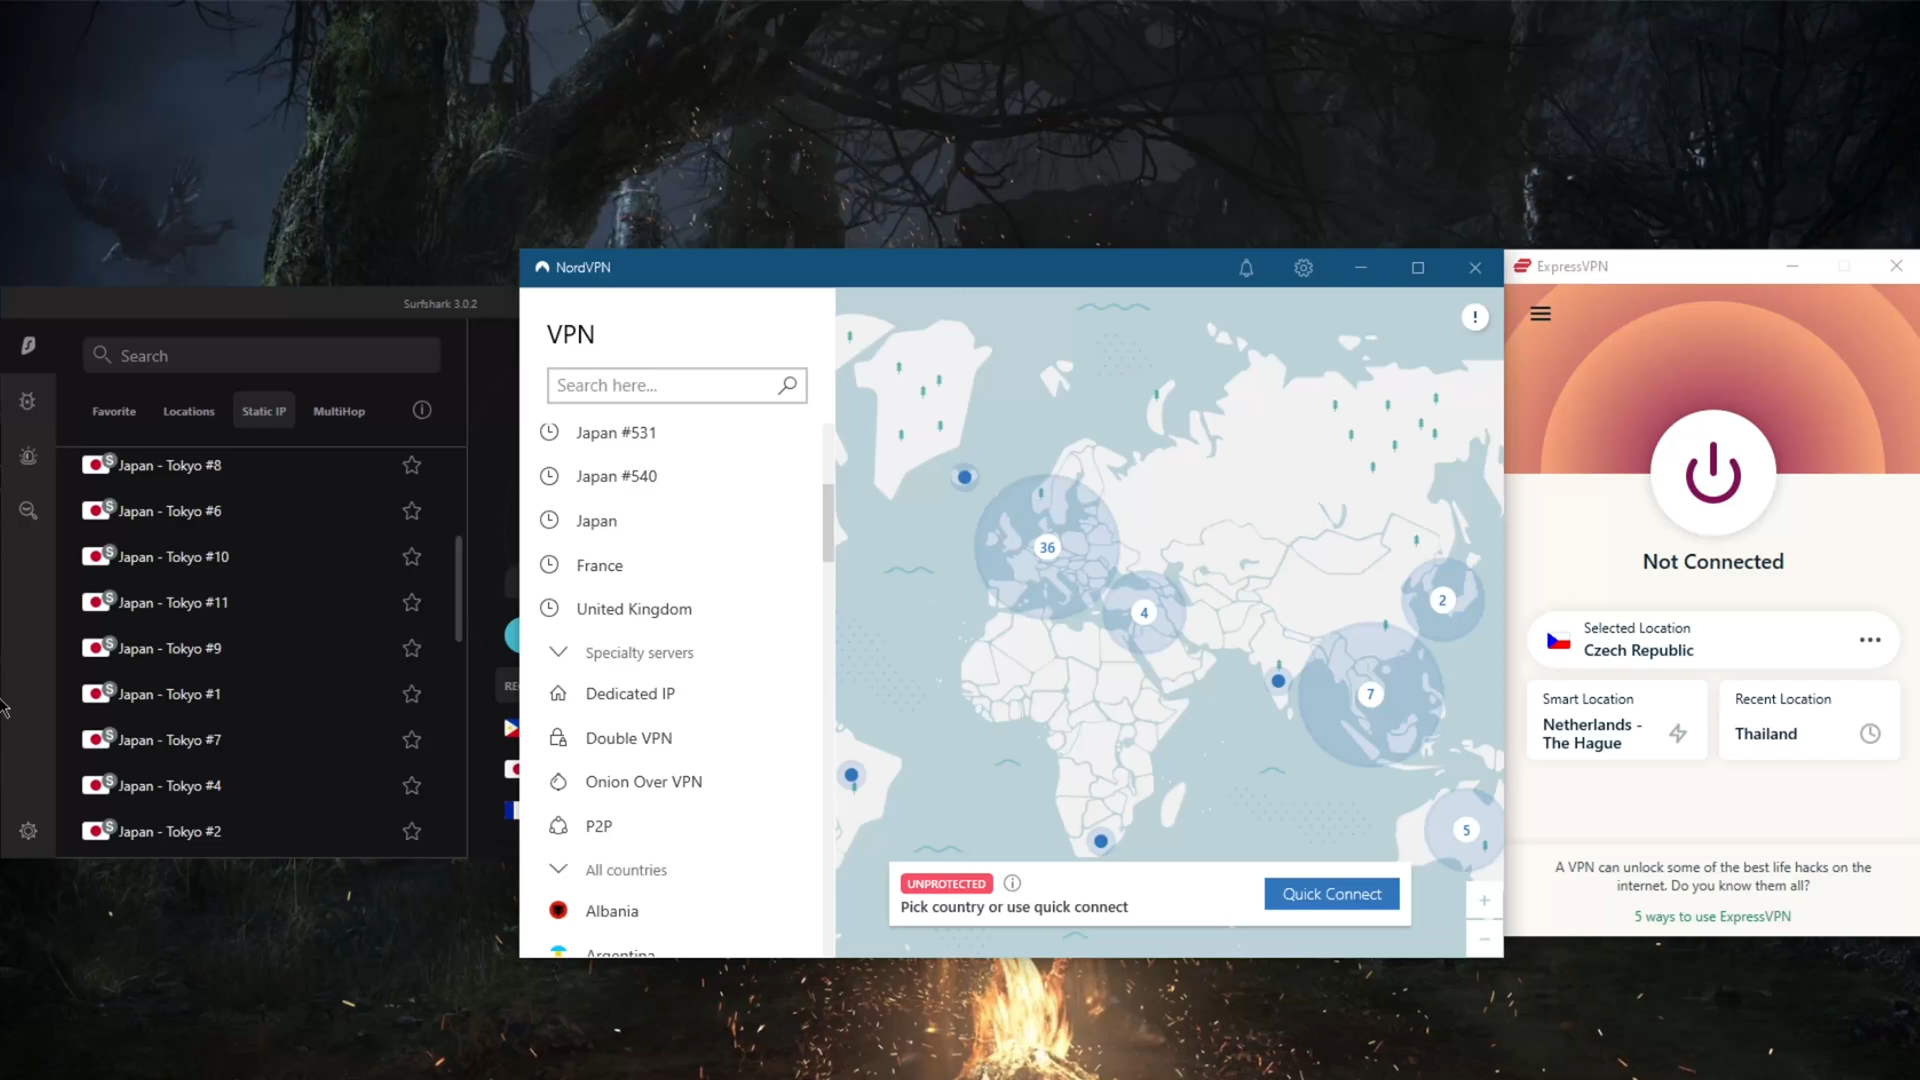 Surfshark 3.0.2
Search
Favorite
Locations
Static IP
MultiHop
Japan - Tokyo #8
Japan - Tokyo #6
Japan - Tokyo #10
Japan - Tokyo #11
Japan - Tokyo #9
Japan - Tokyo #1
Japan - Tokyo #7
Japan - Tokyo #4
Japan - Tokyo #2
RE
NordVPN
VPN
Search here...
Japan #531
Japan #540
Japan
France
United Kingdom
Specialty servers
Dedicated IP
Double VPN
Onion Over VPN
P2P
All countries
Albania
Argentina
36
4
2
7
5
UNPROTECTED
Pick country or use quick connect
Quick Connect
ExpressVPN
Not Connected
Selected Location
Czech Republic
Smart Location
Netherlands -
The Hague
Recent Location
Thailand
A VPN can unlock some of the best life hacks on the
internet. Do you know them all?
5 ways to use ExpressVPN